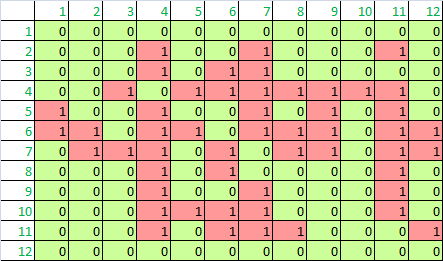 1 2 3 4 5 6 7 8 9 10 11 12
1 0 0 0 0 0 0 0 0 0 0 0 0
2 0 0 0 1 0 0 1 0 0 0 1 0
3 0 0 0 1 0 1 1 0 0 0 0 0
4 0 0 1 0 1 1 1 1 1 1 1 0
5 1 0 0 1 0 0 1 0 1 0 1 0
6 1 1 0 1 1 0 1 1 1 0 1 1
7 0 1 1 1 0 1 0 1 1 0 1 1
8 0 0 0 1 0 1 0 0 0 0 1 0
9 0 0 0 1 0 0 1 0 0 0 1 0
10 0 0 0 1 1 1 1 0 0 0 1 0
11 0 0 0 1 0 1 1 1 0 0 0 1
12 0 0 0 0 0 0 0 0 0 0 0 0